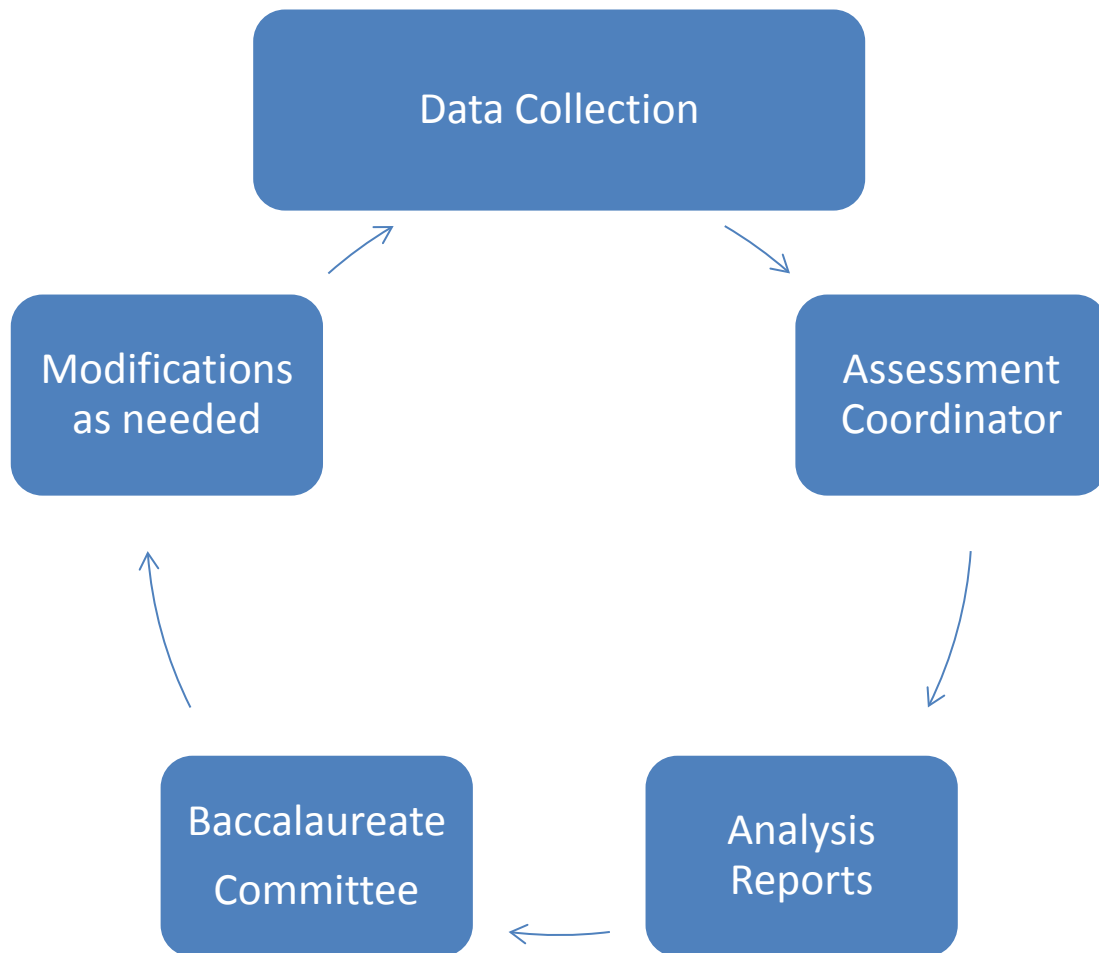 Data Collection
Modifications
as needed
Assessment
Coordinator
Baccalaureate
Committee
Analysis
Reports